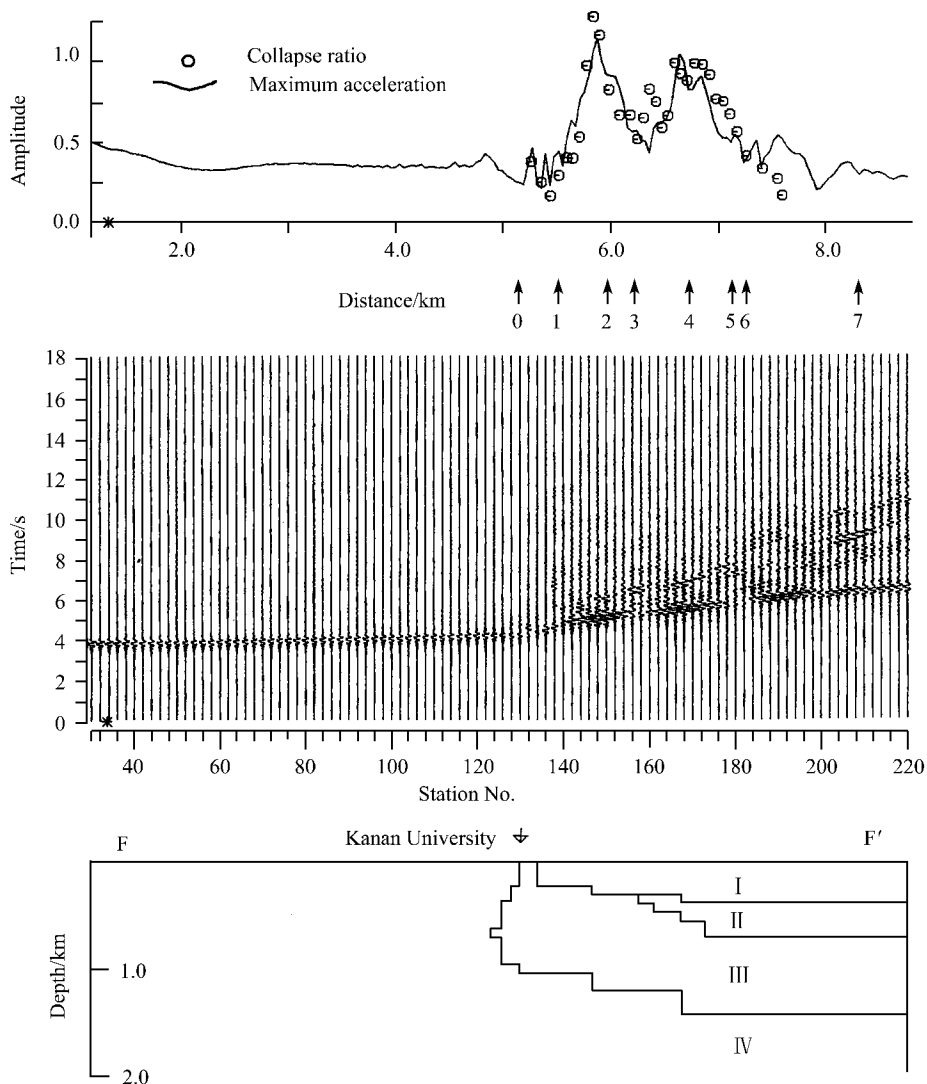 1.0
Collapse ratio
Maximum acceleration
Amplitude
0.5
0.0
2.0 4.0 6.0 8.0
Distance/km
0 1 2 3 4 5 6 7
18
16
14
12
10
8
6
4
2
0
Time/s
40 60 80 100 120 140 160 180 200 220
Station No.
F Kanan University F′
I
II
III
IV
Depth/km
1.0
2.0